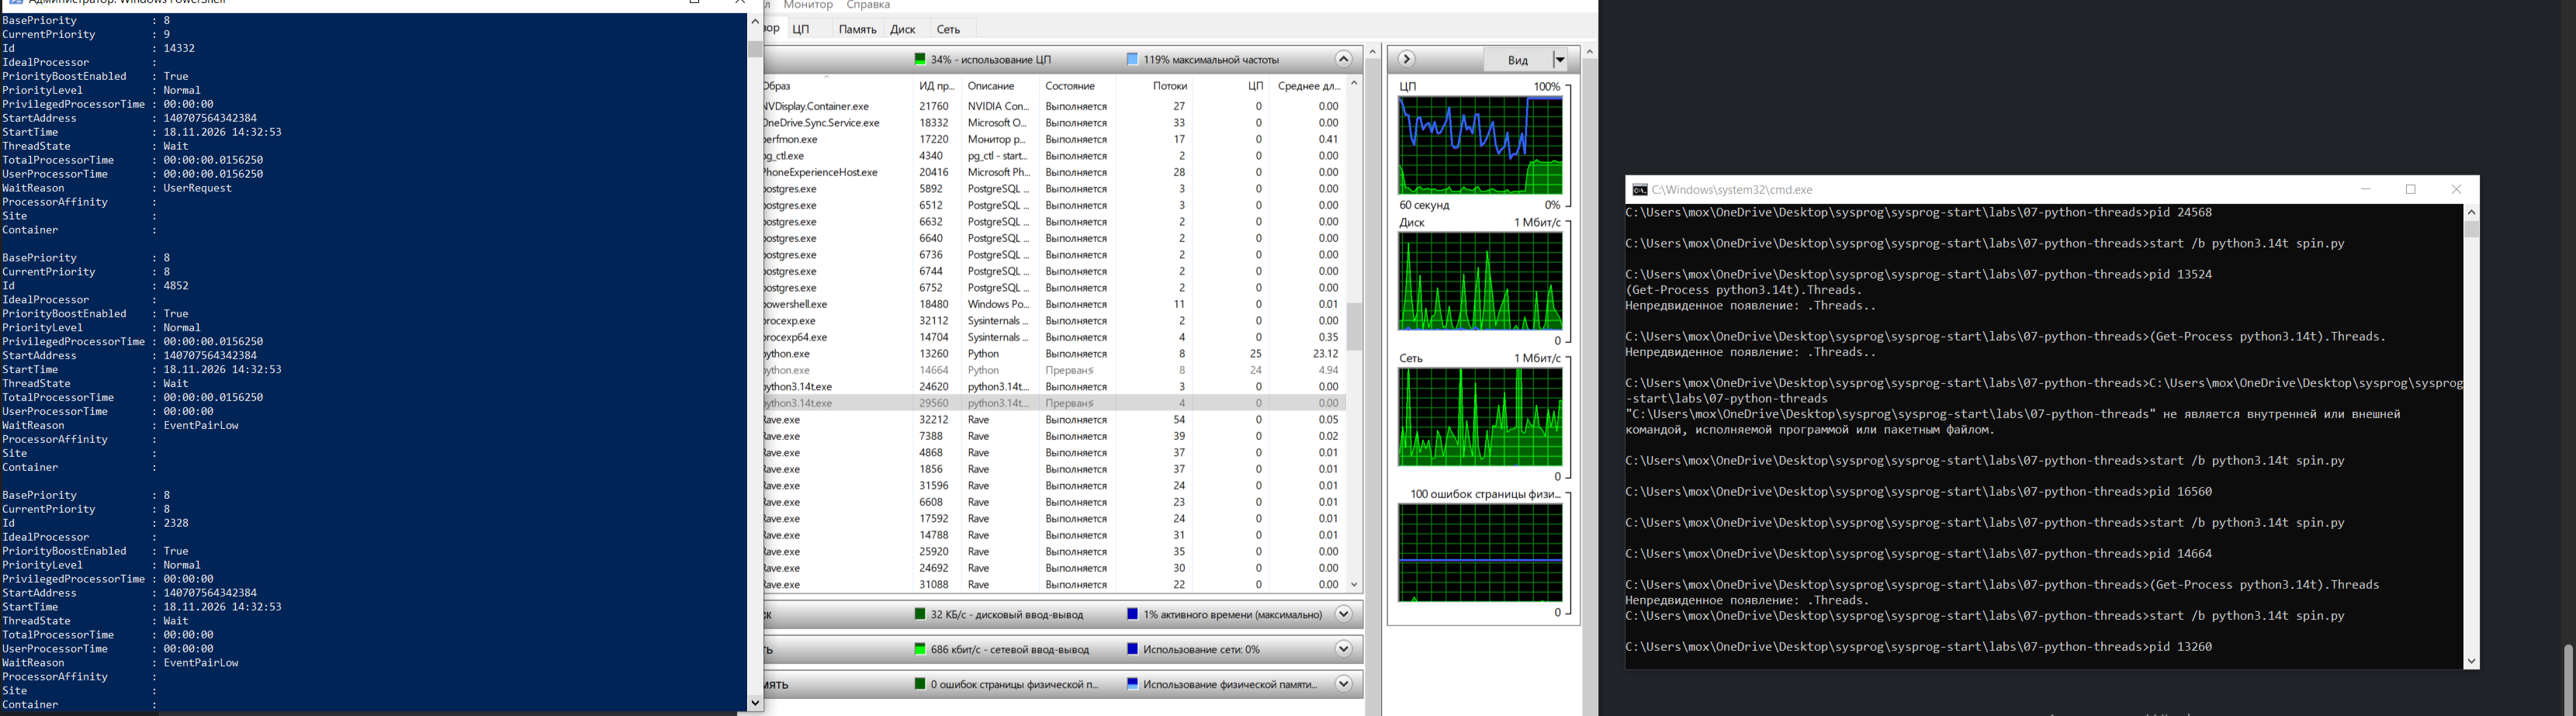 Администратор: Windows PowerShell
BasePriority : 8
CurrentPriority : 9
Id : 14332
IdealProcessor :
PriorityBoostEnabled : True
PriorityLevel : Normal
PrivilegedProcessorTime : 00:00:00
StartAddress : 140707564342384
StartTime : 18.11.2026 14:32:53
ThreadState : Wait
TotalProcessorTime : 00:00:00.0156250
UserProcessorTime : 00:00:00.0156250
WaitReason : UserRequest
ProcessorAffinity :
Site :
Container :
BasePriority : 8
CurrentPriority : 8
Id : 4852
IdealProcessor :
PriorityBoostEnabled : True
PriorityLevel : Normal
PrivilegedProcessorTime : 00:00:00.0156250
StartAddress : 140707564342384
StartTime : 18.11.2026 14:32:53
ThreadState : Wait
TotalProcessorTime : 00:00:00.0156250
UserProcessorTime : 00:00:00
WaitReason : EventPairLow
ProcessorAffinity :
Site :
Container :
BasePriority : 8
CurrentPriority : 8
Id : 2328
IdealProcessor :
PriorityBoostEnabled : True
PriorityLevel : Normal
PrivilegedProcessorTime : 00:00:00
StartAddress : 140707564342384
StartTime : 18.11.2026 14:32:53
ThreadState : Wait
TotalProcessorTime : 00:00:00
UserProcessorTime : 00:00:00
WaitReason : EventPairLow
ProcessorAffinity :
Site :
Container :
Монитор Справка
ЦП Память Диск Сеть
34% - использование ЦП 119% максимальной частоты
Образ ИД пр... Описание Состояние Потоки ЦП Среднее дл...
NVDisplay.Container.exe 21760 NVIDIA Con... Выполняется 27 0 0.00
OneDrive.Sync.Service.exe 18332 Microsoft O... Выполняется 33 0 0.00
perfmon.exe 17220 Монитор р... Выполняется 17 0 0.41
pg_ctl.exe 4340 pg_ctl - start... Выполняется 2 0 0.00
PhoneExperienceHost.exe 20416 Microsoft Ph... Выполняется 28 0 0.00
postgres.exe 5892 PostgreSQL ... Выполняется 3 0 0.00
postgres.exe 6512 PostgreSQL ... Выполняется 3 0 0.00
postgres.exe 6632 PostgreSQL ... Выполняется 2 0 0.00
postgres.exe 6640 PostgreSQL ... Выполняется 2 0 0.00
postgres.exe 6736 PostgreSQL ... Выполняется 2 0 0.00
postgres.exe 6744 PostgreSQL ... Выполняется 2 0 0.00
postgres.exe 6752 PostgreSQL ... Выполняется 2 0 0.00
powershell.exe 18480 Windows Po... Выполняется 11 0 0.01
procexp.exe 32112 Sysinternals ... Выполняется 2 0 0.00
procexp64.exe 14704 Sysinternals ... Выполняется 4 0 0.35
python.exe 13260 Python Выполняется 8 25 23.12
python.exe 14664 Python Прерван≤ 8 24 4.94
python3.14t.exe 24620 python3.14t... Выполняется 3 0 0.00
python3.14t.exe 29560 python3.14t... Прерван≤ 4 0 0.00
Rave.exe 32212 Rave Выполняется 54 0 0.05
Rave.exe 7388 Rave Выполняется 39 0 0.02
Rave.exe 4868 Rave Выполняется 37 0 0.01
Rave.exe 1856 Rave Выполняется 37 0 0.01
Rave.exe 31596 Rave Выполняется 24 0 0.01
Rave.exe 6608 Rave Выполняется 23 0 0.01
Rave.exe 17592 Rave Выполняется 24 0 0.01
Rave.exe 14788 Rave Выполняется 31 0 0.01
Rave.exe 25920 Rave Выполняется 35 0 0.00
Rave.exe 24692 Rave Выполняется 30 0 0.00
Rave.exe 31088 Rave Выполняется 22 0 0.00
32 КБ/с - дисковый ввод-вывод 1% активного времени (максимально)
686 кбит/с - сетевой ввод-вывод Использование сети: 0%
0 ошибок страницы физической п... Использование физической памяти...
Вид
ЦП 100%
60 секунд 0%
Диск 1 Мбит/с
0
Сеть 1 Мбит/с
0
100 ошибок страницы физи...
0
C:\Windows\system32\cmd.exe
C:\Users\mox\OneDrive\Desktop\sysprog\sysprog-start\labs\07-python-threads>pid 24568
C:\Users\mox\OneDrive\Desktop\sysprog\sysprog-start\labs\07-python-threads>start /b python3.14t spin.py
C:\Users\mox\OneDrive\Desktop\sysprog\sysprog-start\labs\07-python-threads>pid 13524
(Get-Process python3.14t).Threads.
Непредвиденное появление: .Threads..
C:\Users\mox\OneDrive\Desktop\sysprog\sysprog-start\labs\07-python-threads>(Get-Process python3.14t).Threads.
Непредвиденное появление: .Threads..
C:\Users\mox\OneDrive\Desktop\sysprog\sysprog-start\labs\07-python-threads>C:\Users\mox\OneDrive\Desktop\sysprog\sysprog
-start\labs\07-python-threads
"C:\Users\mox\OneDrive\Desktop\sysprog\sysprog-start\labs\07-python-threads" не является внутренней или внешней
командой, исполняемой программой или пакетным файлом.
C:\Users\mox\OneDrive\Desktop\sysprog\sysprog-start\labs\07-python-threads>start /b python3.14t spin.py
C:\Users\mox\OneDrive\Desktop\sysprog\sysprog-start\labs\07-python-threads>pid 16560
C:\Users\mox\OneDrive\Desktop\sysprog\sysprog-start\labs\07-python-threads>start /b python3.14t spin.py
C:\Users\mox\OneDrive\Desktop\sysprog\sysprog-start\labs\07-python-threads>pid 14664
C:\Users\mox\OneDrive\Desktop\sysprog\sysprog-start\labs\07-python-threads>(Get-Process python3.14t).Threads
Непредвиденное появление: .Threads.
C:\Users\mox\OneDrive\Desktop\sysprog\sysprog-start\labs\07-python-threads>start /b python3.14t spin.py
C:\Users\mox\OneDrive\Desktop\sysprog\sysprog-start\labs\07-python-threads>pid 13260